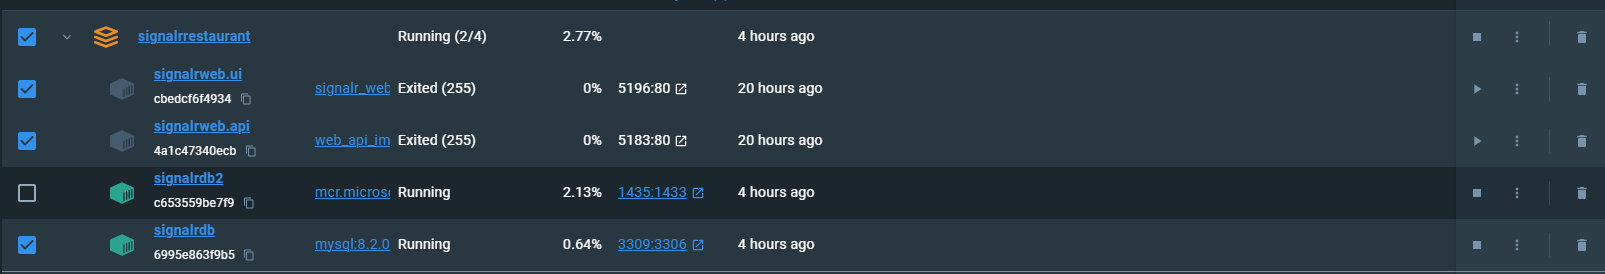 signalrrestaurant Running (2/4) 2.77% 4 hours ago
signalrweb.ui
cbedcf6f4934 signalr_web Exited (255) 0% 5196:80 20 hours ago
signalrweb.api
4a1c47340ecb web_api_im Exited (255) 0% 5183:80 20 hours ago
signalrdb2
c653559be7f9 mcr.micros Running 2.13% 1435:1433 4 hours ago
signalrdb
6995e863f9b5 mysql:8.2.0 Running 0.64% 3309:3306 4 hours ago